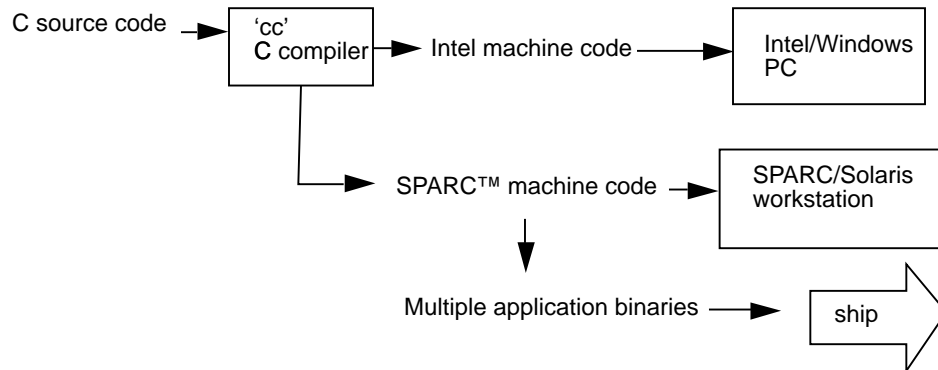 C source code
‘cc’
C compiler
Intel machine code
Intel/Windows
PC
SPARC™ machine code
SPARC/Solaris
workstation
Multiple application binaries
ship